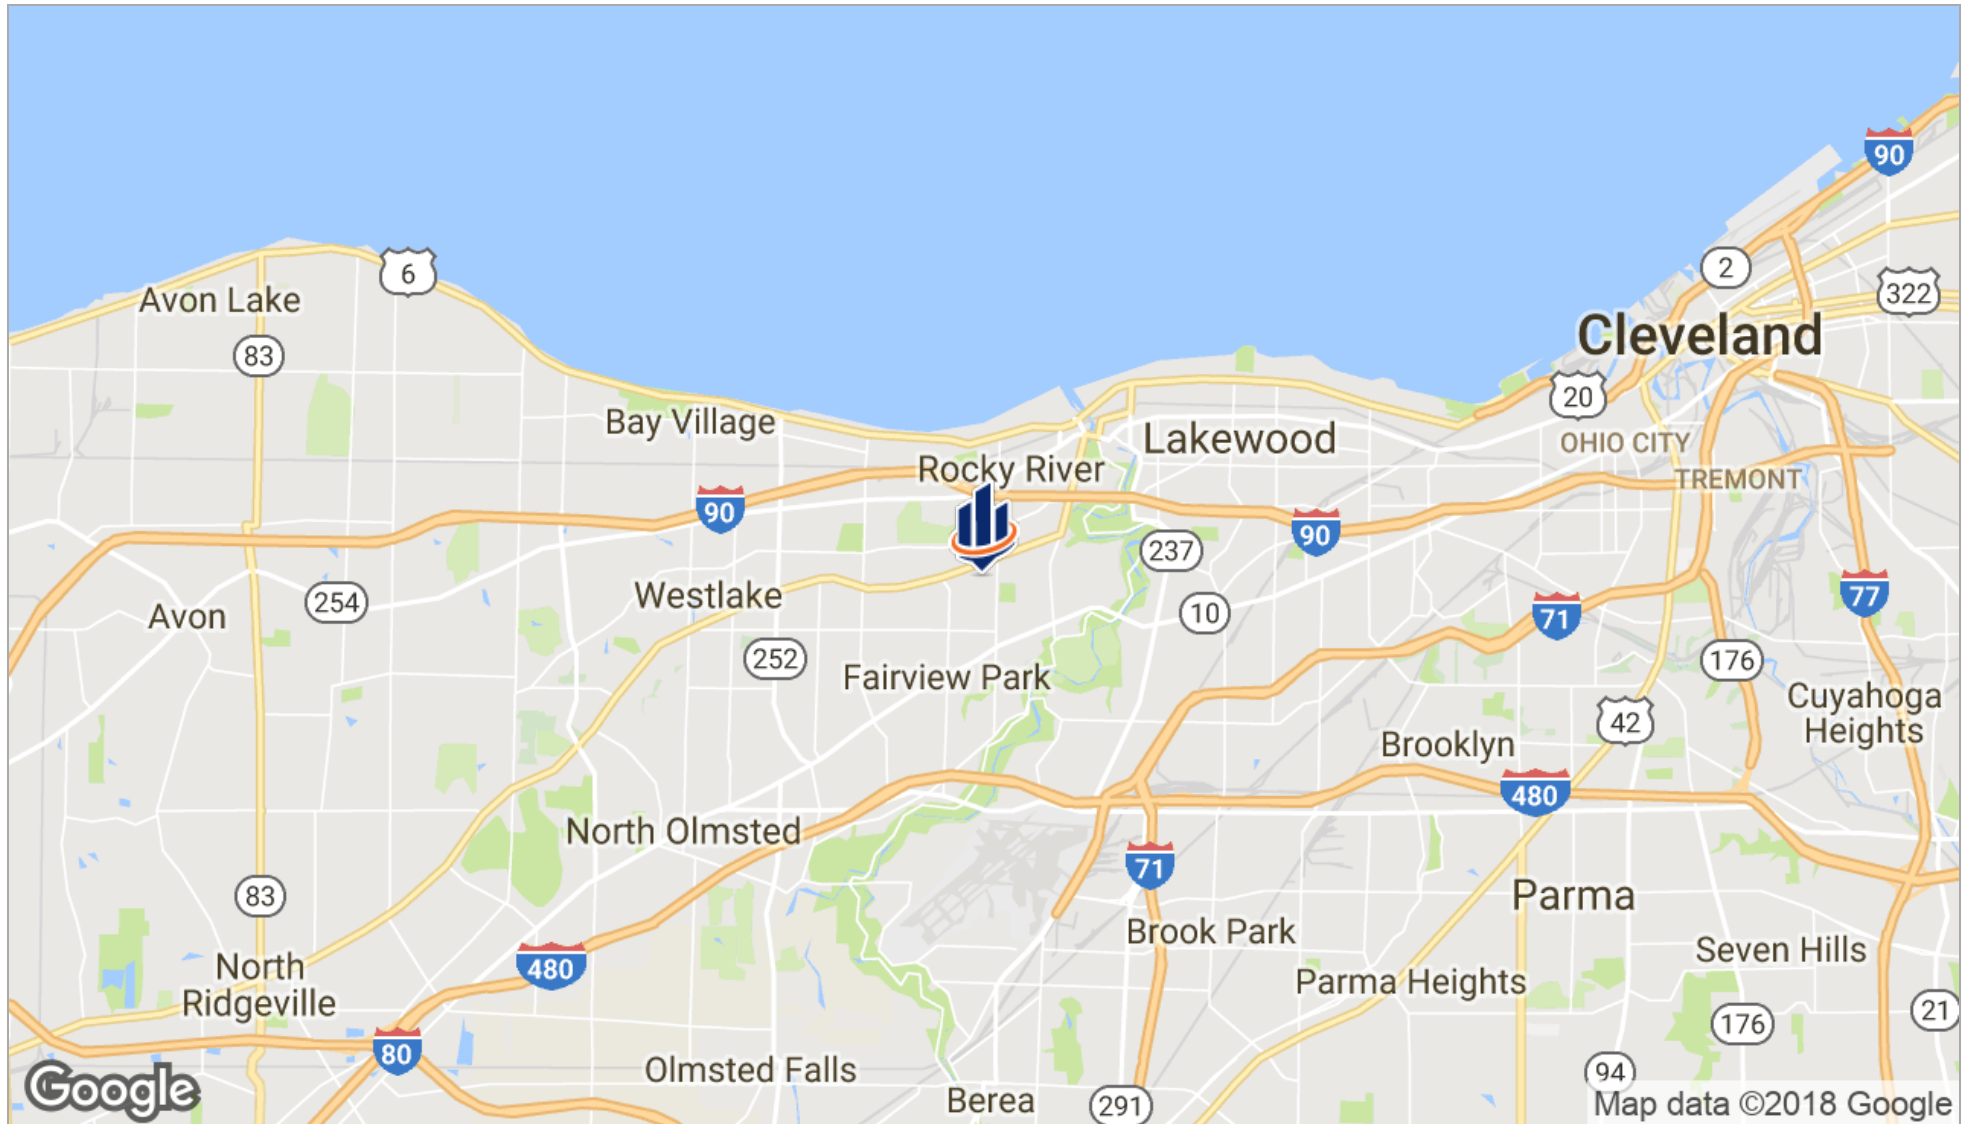 90
2
6
322
Avon Lake
Cleveland
83
20
Bay Village
Lakewood
OHIO CITY
Rocky River
TREMONT
90
90
237
77
Westlake
254
10
71
Avon
252
176
Fairview Park
Cuyahoga
Heights
42
Brooklyn
480
North Olmsted
71
83
Parma
Brook Park
Seven Hills
North
Ridgeville
480
Parma Heights
21
176
80
Olmsted Falls
94
Google
Berea
291
Map data ©2018 Google